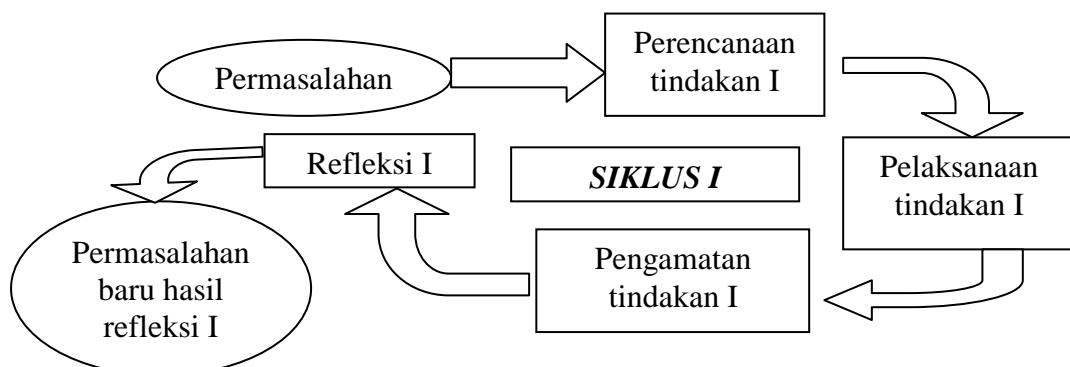 Permasalahan
Perencanaan
tindakan I
Pelaksanaan
tindakan I
Pengamatan
tindakan I
Refleksi I
SIKLUS I
Permasalahan
baru hasil
refleksi I